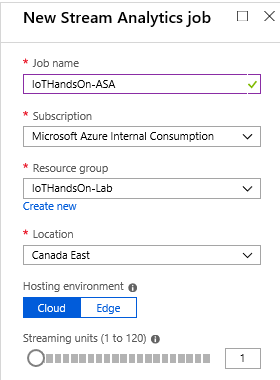 New Stream Analytics job
* Job name
IoTHandsOn-ASA
* Subscription
Microsoft Azure Internal Consumption
* Resource group
IoTHandsOn-Lab
Create new
* Location
Canada East
Hosting environment
Cloud Edge
Streaming units (1 to 120)
1